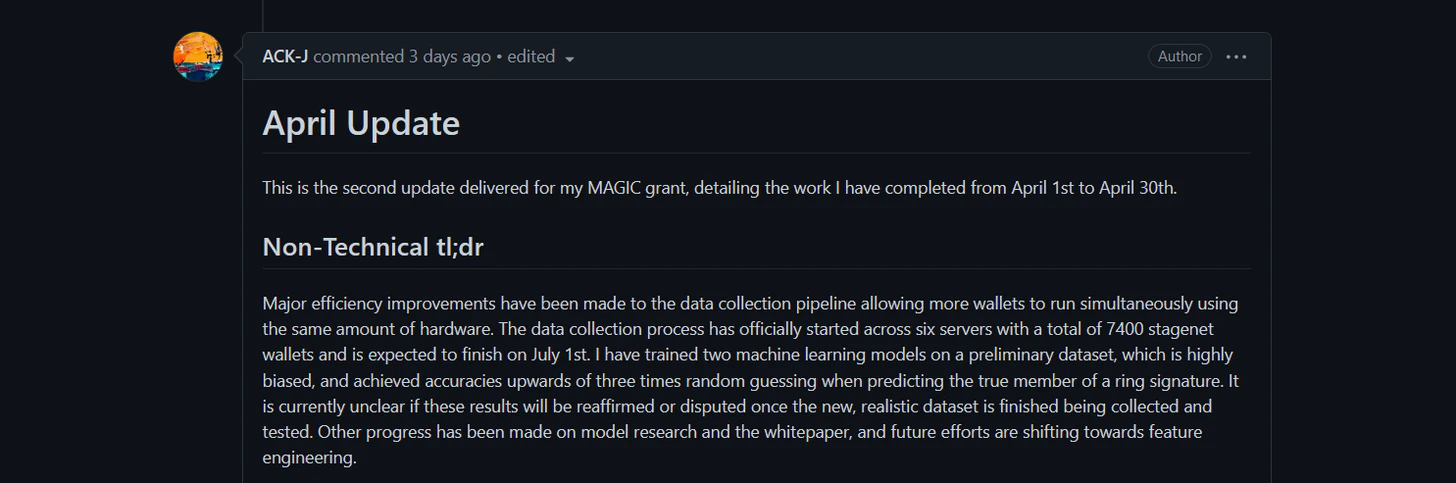 ACK-J commented 3 days ago • edited
Author
April Update
This is the second update delivered for my MAGIC grant, detailing the work I have completed from April 1st to April 30th.
Non-Technical tl;dr
Major efficiency improvements have been made to the data collection pipeline allowing more wallets to run simultaneously using
the same amount of hardware. The data collection process has officially started across six servers with a total of 7400 stagenet
wallets and is expected to finish on July 1st. I have trained two machine learning models on a preliminary dataset, which is highly
biased, and achieved accuracies upwards of three times random guessing when predicting the true member of a ring signature. It
is currently unclear if these results will be reaffirmed or disputed once the new, realistic dataset is finished being collected and
tested. Other progress has been made on model research and the whitepaper, and future efforts are shifting towards feature
engineering.